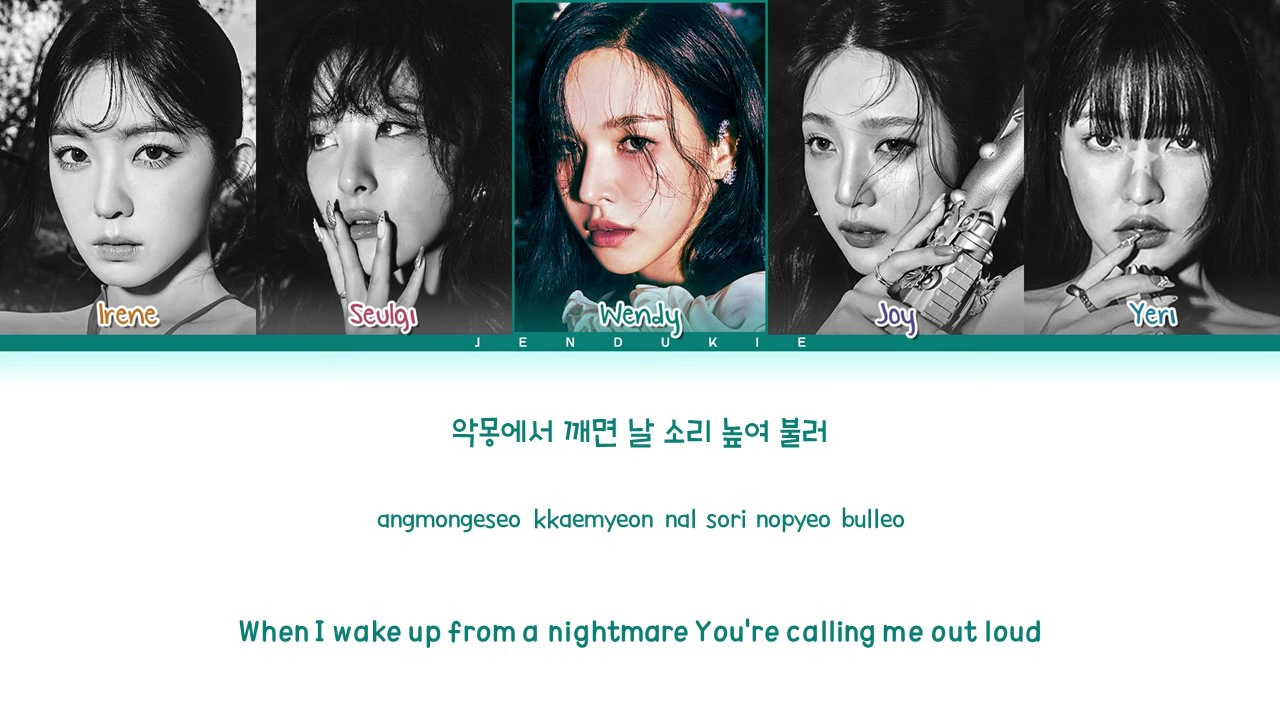 Irene Seulgi Wendy Joy Yeri
JENDUKIE
악몽에서 깨면 날 소리 높여 불러
angmongeseo kkaemyeon nal sori nopyeo bulleo
When I wake up from a nightmare You're calling me out loud